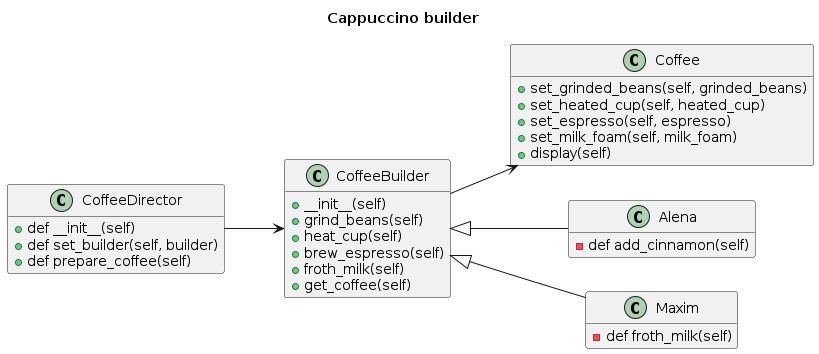 Cappuccino builder
C Coffee
set_grinded_beans(self, grinded_beans)
set_heated_cup(self, heated_cup)
set_espresso(self, espresso)
set_milk_foam(self, milk_foam)
display(self)
C CoffeeDirector
def __init__(self)
def set_builder(self, builder)
def prepare_coffee(self)
C CoffeeBuilder
__init__(self)
grind_beans(self)
heat_cup(self)
brew_espresso(self)
froth_milk(self)
get_coffee(self)
C Alena
def add_cinnamon(self)
C Maxim
def froth_milk(self)